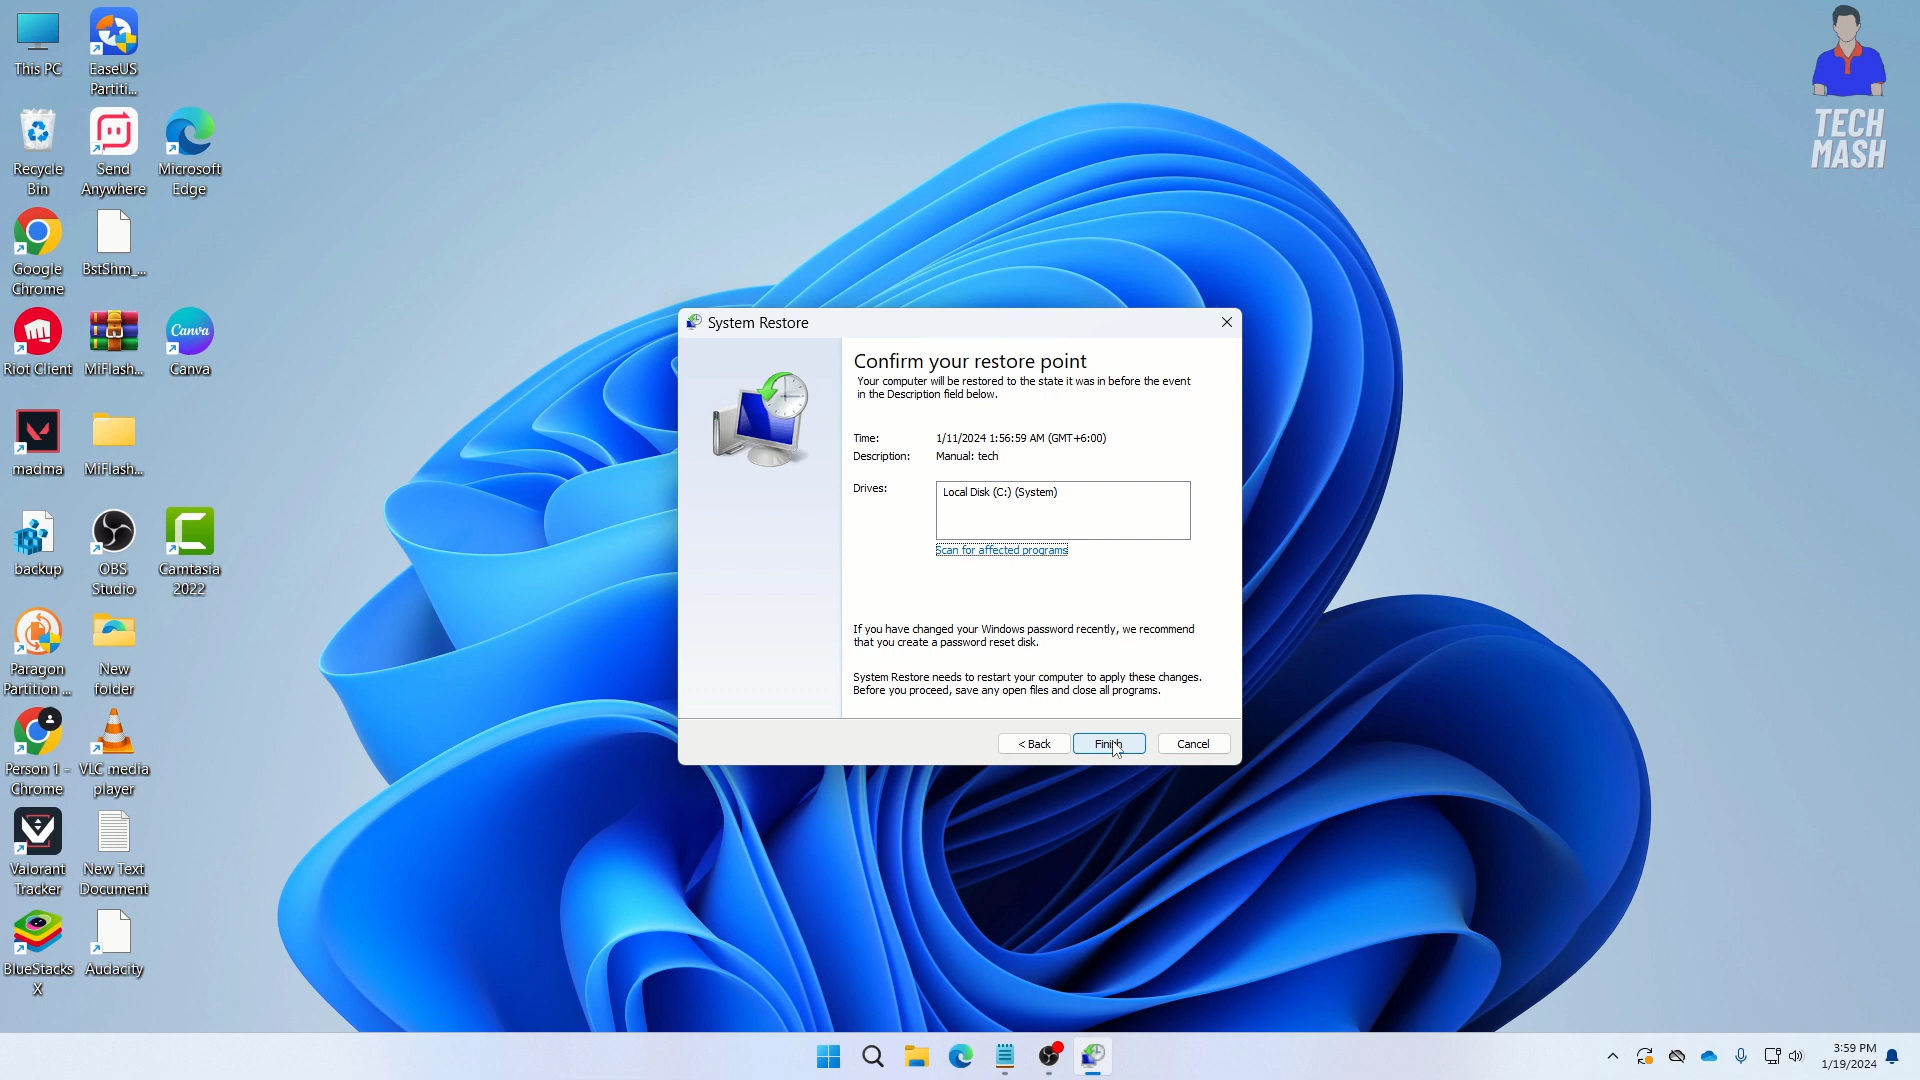 This PC
EaseUS
Partiti...
Recycle
Bin
Send
Anywhere
Microsoft
Edge
Google
Chrome
BstShm_...
Riot Client
MiFlash...
Canva
Canva
madma
MiFlash...
backup
OBS
Studio
Camtasia
2022
Paragon
Partition ...
New
folder
Person 1 -
Chrome
VLC media
player
Valorant
Tracker
New Text
Document
BlueStacks
X
Audacity
TECH
MASH
System Restore
Confirm your restore point
Your computer will be restored to the state it was in before the event
in the Description field below.
Time: 1/11/2024 1:56:59 AM (GMT+6:00)
Description: Manual: tech
Drives: Local Disk (C:) (System)
Scan for affected programs
If you have changed your Windows password recently, we recommend
that you create a password reset disk.
System Restore needs to restart your computer to apply these changes.
Before you proceed, save any open files and close all programs.
< Back
Finish
Cancel
3:59 PM
1/19/2024